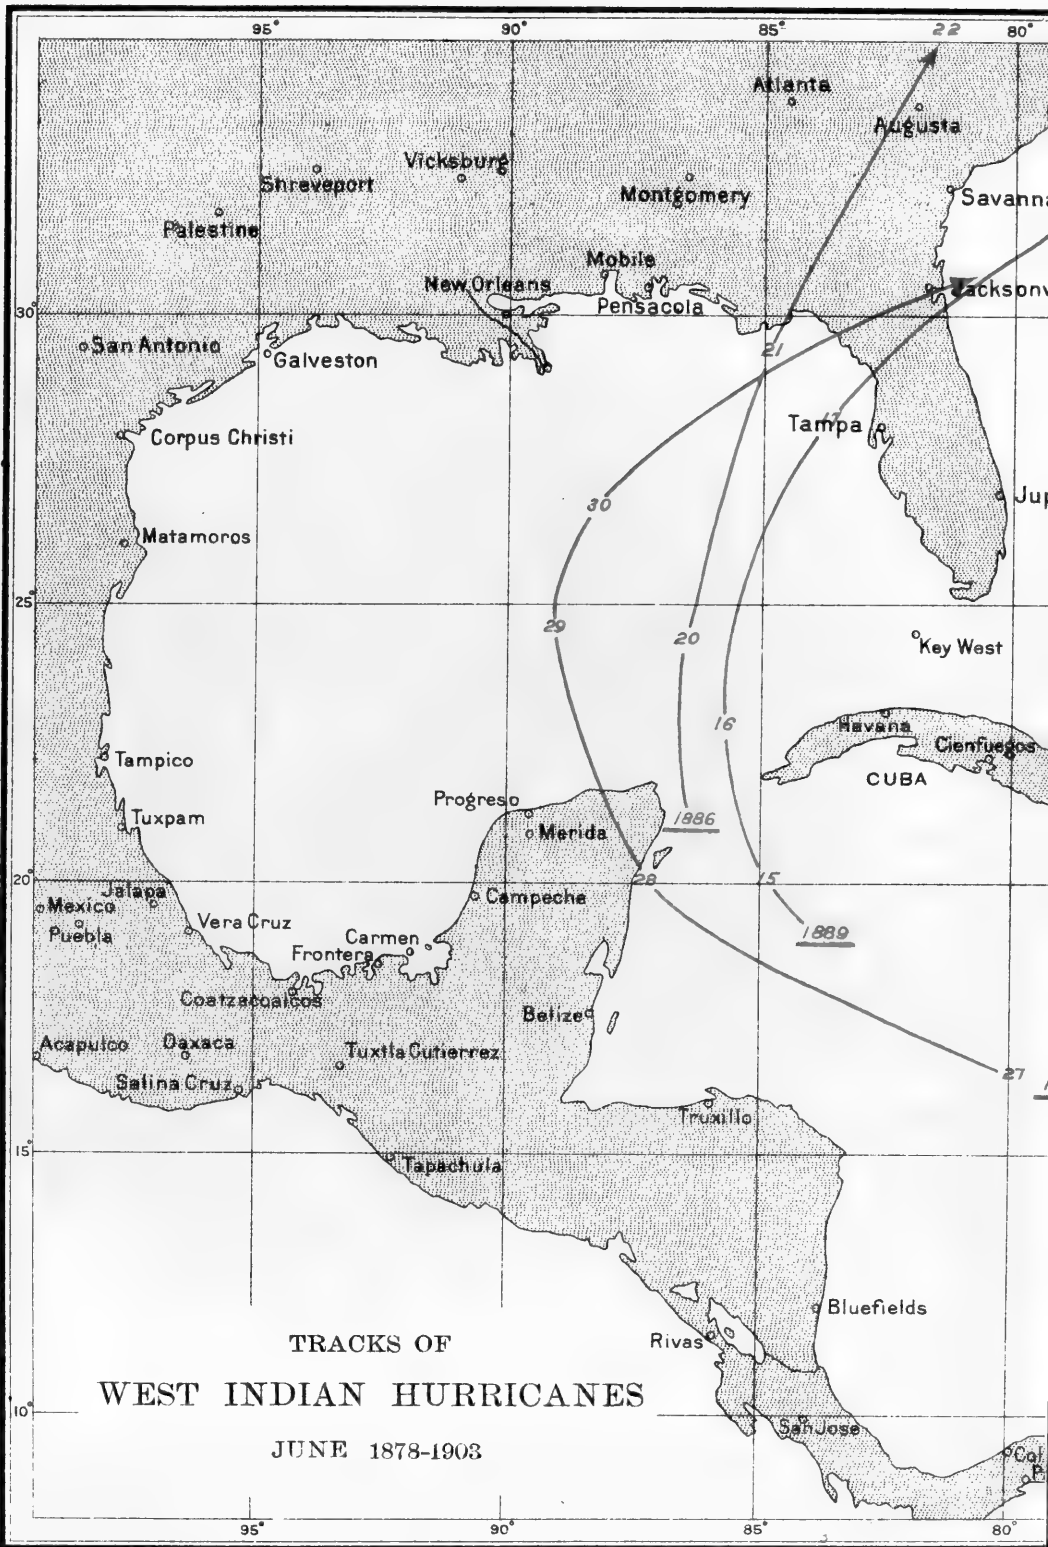 95° 90° 85° 22 80°
Atlanta
Augusta
Vicksburg
Shreveport
Montgomery
Savanna
Palestine
Mobile
New Orleans
Jacksonv
Pensacola
30°
San Antonio
21
Galveston
17
Tampa
Corpus Christi
30
Jup
Matamoros
25°
29
20
Key West
16
Havana
Cienfuegos
Tampico
CUBA
Progreso
1886
Tuxpam
Merida
20°
28
15
Jalapa
Campeche
Mexico
Vera Cruz
Puebla
1889
Carmen
Frontera
Coatzacoalcos
Belize
Acapulco
Oaxaca
Tuxtla Gutierrez
27
Salina Cruz
Truxillo
15°
Tapachula
Bluefields
Rivas
TRACKS OF
WEST INDIAN HURRICANES
10°
San Jose
JUNE 1878-1903
Col
P
95° 90° 85° 80°